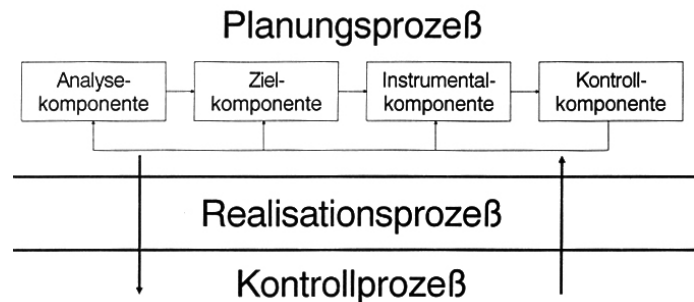 Planungsprozeß
Analyse-
komponente
Ziel-
komponente
Instrumental-
komponente
Kontroll-
komponente
Realisationsprozeß
Kontrollprozeß